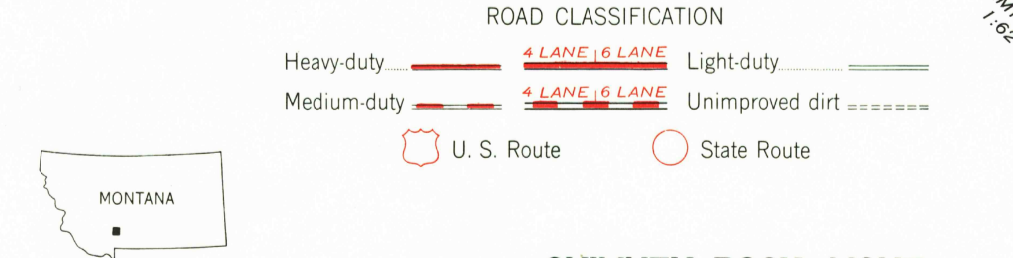 ROAD CLASSIFICATION
4 LANE 6 LANE
Heavy-duty Light-duty
4 LANE 6 LANE
Medium-duty Unimproved dirt
U. S. Route State Route
MONTANA